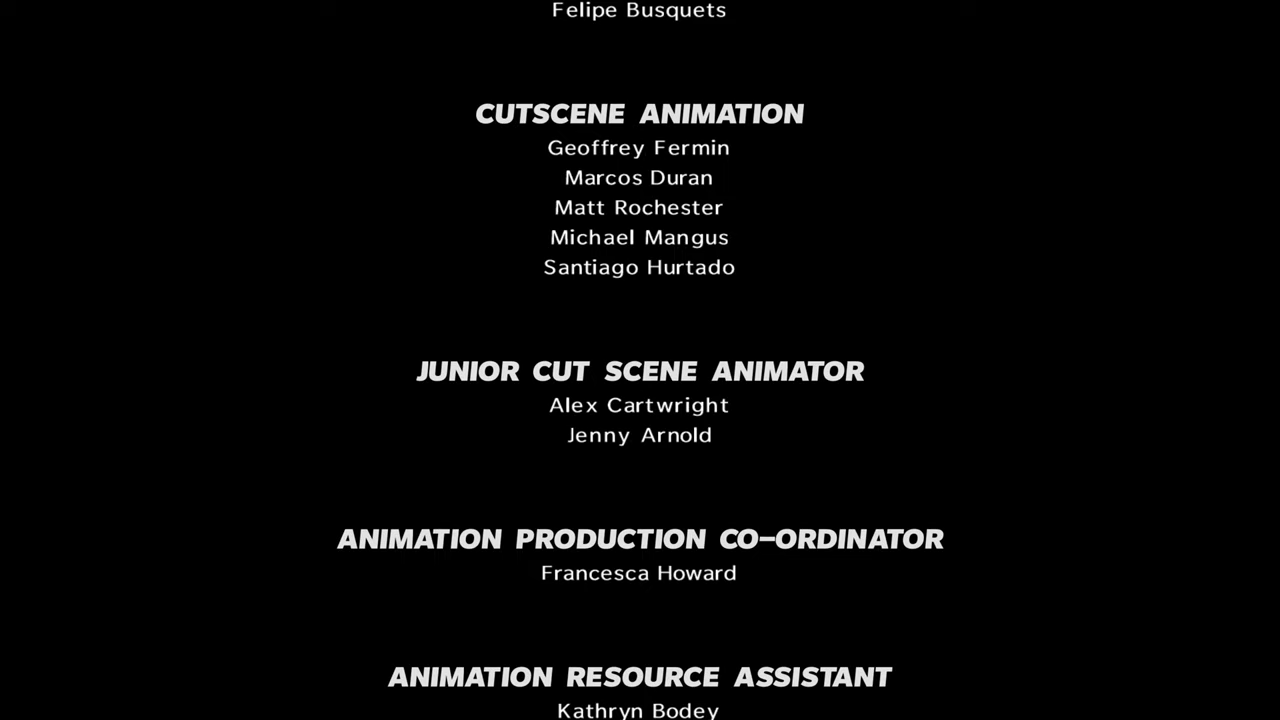 Felipe Busquets
CUTSCENE ANIMATION
Geoffrey Fermin
Marcos Duran
Matt Rochester
Michael Mangus
Santiago Hurtado
JUNIOR CUT SCENE ANIMATOR
Alex Cartwright
Jenny Arnold
ANIMATION PRODUCTION CO-ORDINATOR
Francesca Howard
ANIMATION RESOURCE ASSISTANT
Kathryn Bodey